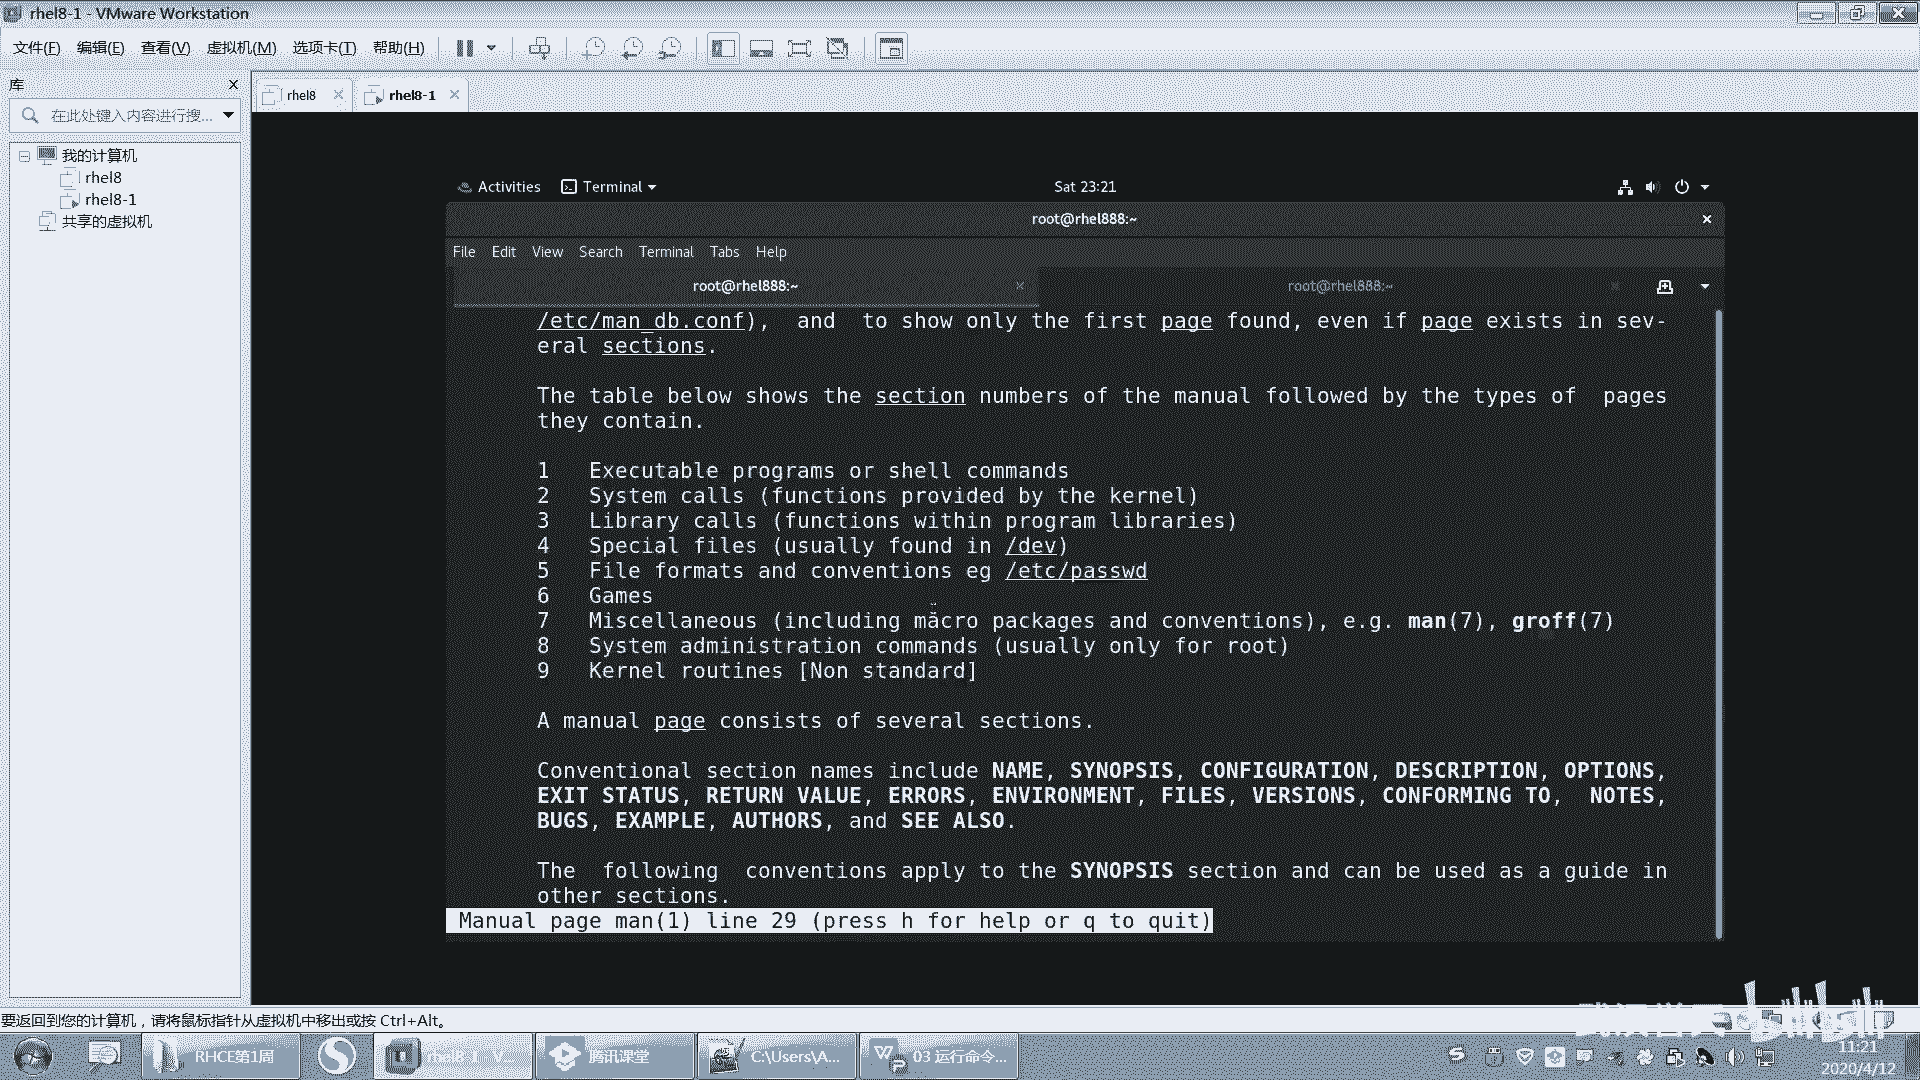 rhel8-1 - VMware Workstation
文件(F) 编辑(E) 查看(V) 虚拟机(M) 选项卡(T) 帮助(H)
库
在此处键入内容进行搜...
我的计算机
rhel8
rhel8-1
共享的虚拟机
rhel8
rhel8-1
Activities Terminal Sat 23:21
root@rhel888:~
File Edit View Search Terminal Tabs Help
root@rhel888:~ root@rhel888:~
/etc/man_db.conf),  and  to show only the first page found, even if page exists in sev-
eral sections.
The table below shows the section numbers of the manual followed by the types of  pages
they contain.
1   Executable programs or shell commands
2   System calls (functions provided by the kernel)
3   Library calls (functions within program libraries)
4   Special files (usually found in /dev)
5   File formats and conventions eg /etc/passwd
6   Games
7   Miscellaneous (including macro packages and conventions), e.g. man(7), groff(7)
8   System administration commands (usually only for root)
9   Kernel routines [Non standard]
A manual page consists of several sections.
Conventional section names include NAME, SYNOPSIS, CONFIGURATION, DESCRIPTION, OPTIONS,
EXIT STATUS, RETURN VALUE, ERRORS, ENVIRONMENT, FILES, VERSIONS, CONFORMING TO,  NOTES,
BUGS, EXAMPLE, AUTHORS, and SEE ALSO.
The  following  conventions apply to the SYNOPSIS section and can be used as a guide in
other sections.
Manual page man(1) line 29 (press h for help or q to quit)
要返回到您的计算机，请将鼠标指针从虚拟机中移出或按 Ctrl+Alt。
RHCE第1周 rhel8-1 - V... 腾讯课堂 C:\Users\A... 03 运行命令...
bilibili
11:21
2020/4/12